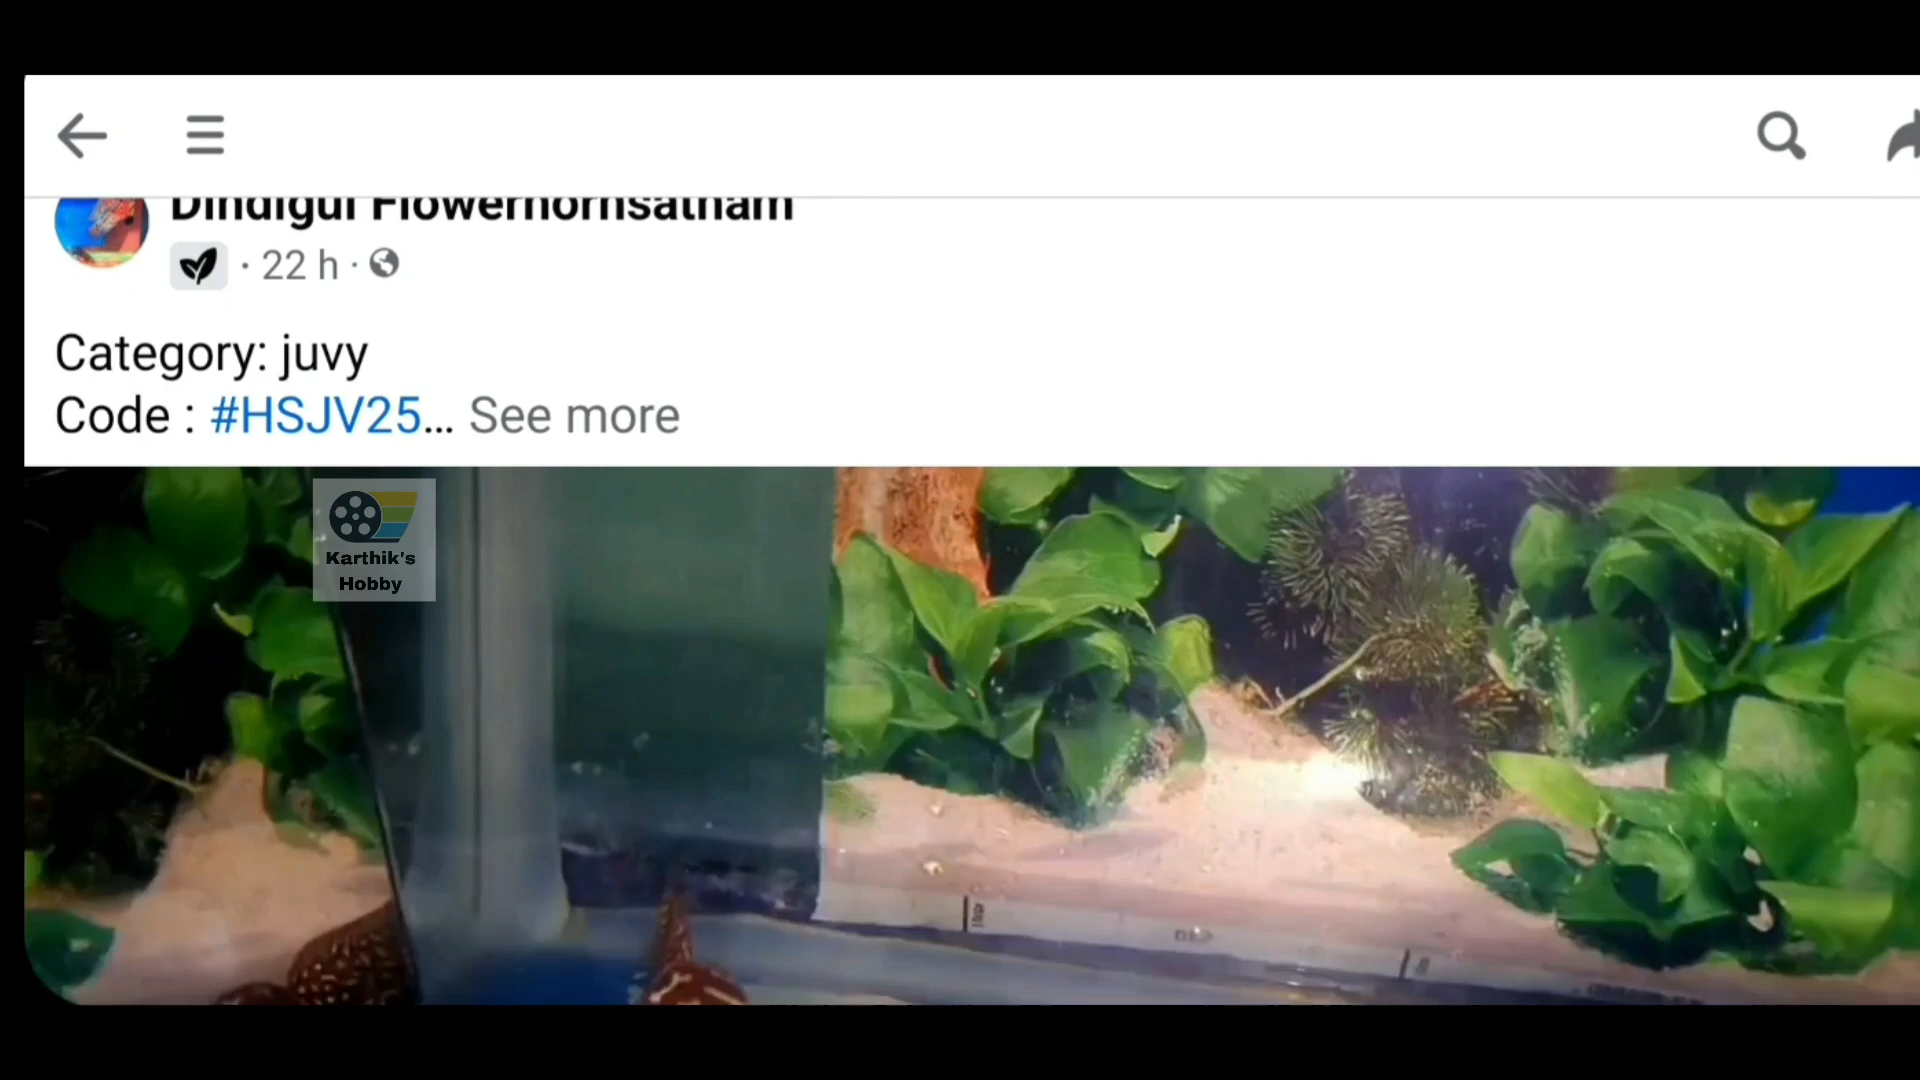 Dindigul Flowerhornsatham
· 22 h ·
Category: juvy
Code : #HSJV25... See more
Karthik's
Hobby